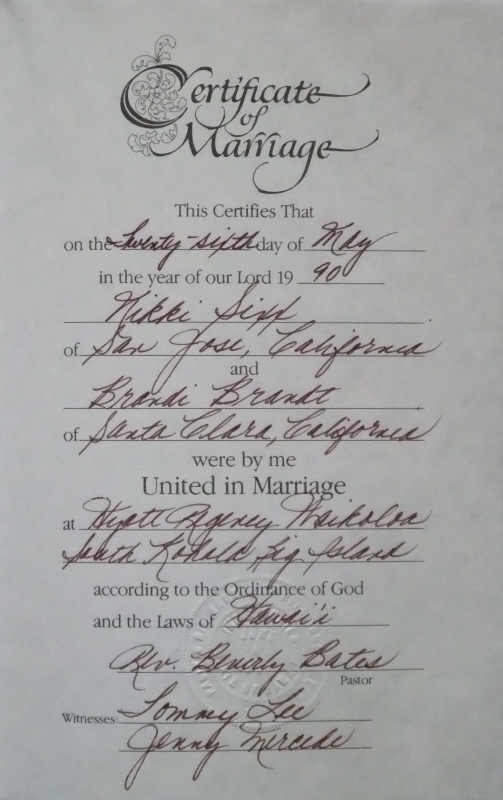 Certificate
of
Marriage
This Certifies That
on the twenty-sixth day of May
in the year of our Lord 19 90
Nikki Sixx
of San Jose, California
and
Brandi Brandt
of Santa Clara, California
were by me
United in Marriage
at Hyatt Regency Waikoloa
South Kohala, Big Island
according to the Ordinance of God
and the Laws of Hawai'i
Rev. Beverly Bates
Pastor
Witnesses: Tommy Lee
Jenny Mercede